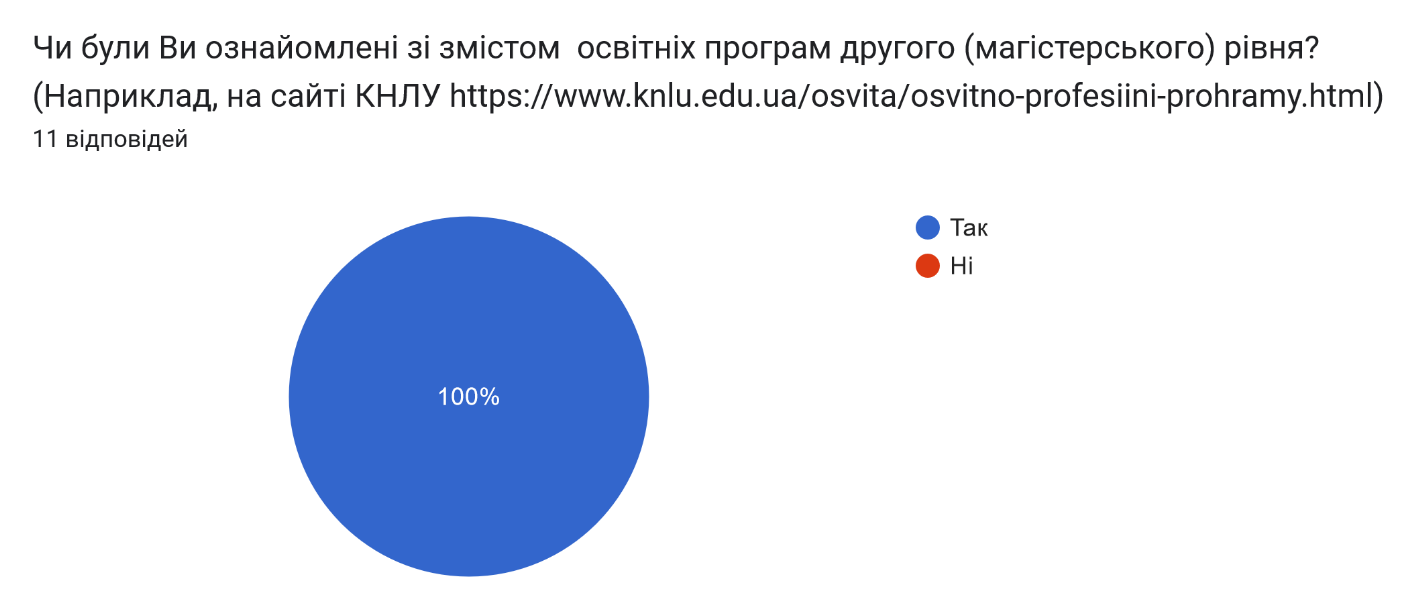 Чи були Ви ознайомлені зі змістом  освітніх програм другого (магістерського) рівня?
(Наприклад, на сайті КНЛУ https://www.knlu.edu.ua/osvita/osvitno-profesiini-prohramy.html)
11 відповідей
Так
Ні
100%